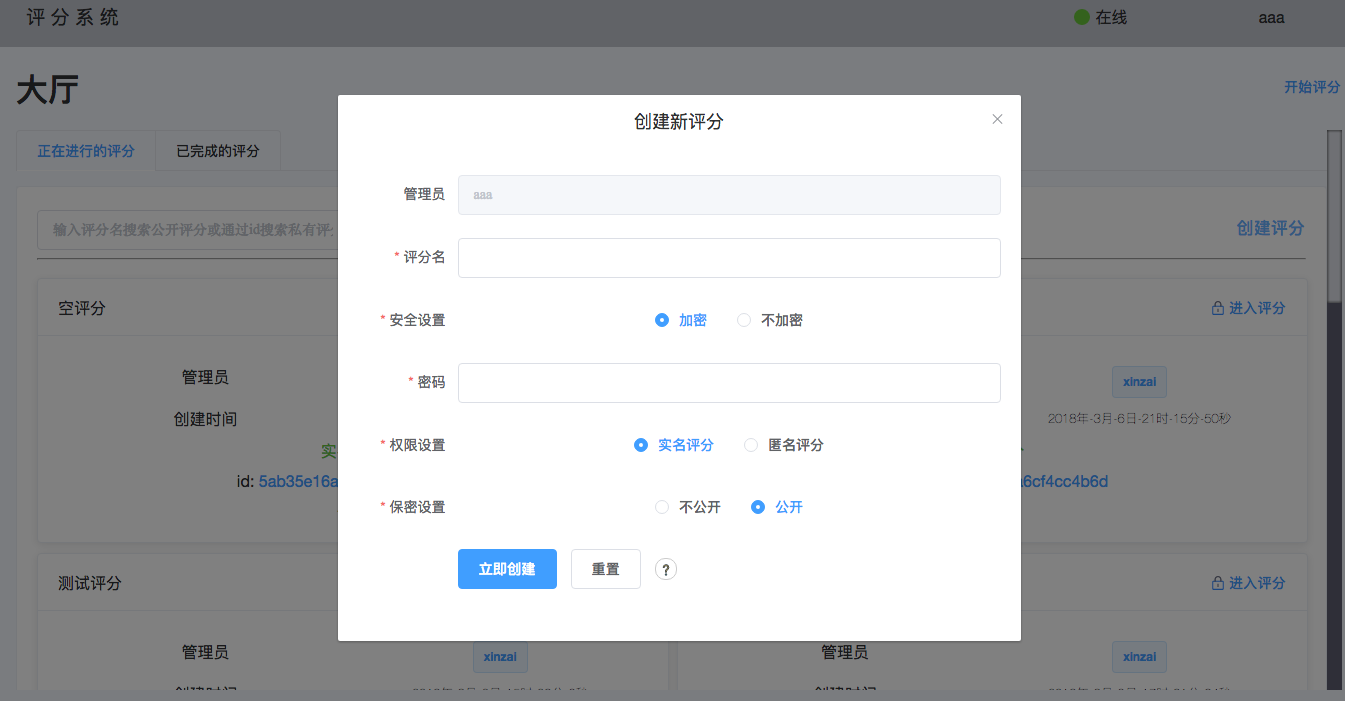 评分系统
在线
aaa
大厅
开始评分
正在进行的评分
已完成的评分
输入评分名搜索公开评分或通过id搜索私有评
创建评分
空评分
进入评分
管理员
xinzai
创建时间
2018年-3月-6日-21时-15分-50秒
实
id: 5ab35e16a
a6cf4cc4b6d
测试评分
进入评分
管理员
xinzai
管理员
xinzai
创建时间
创建时间
创建新评分
管理员
aaa
* 评分名
* 安全设置
加密
不加密
* 密码
* 权限设置
实名评分
匿名评分
* 保密设置
不公开
公开
立即创建
重置
?